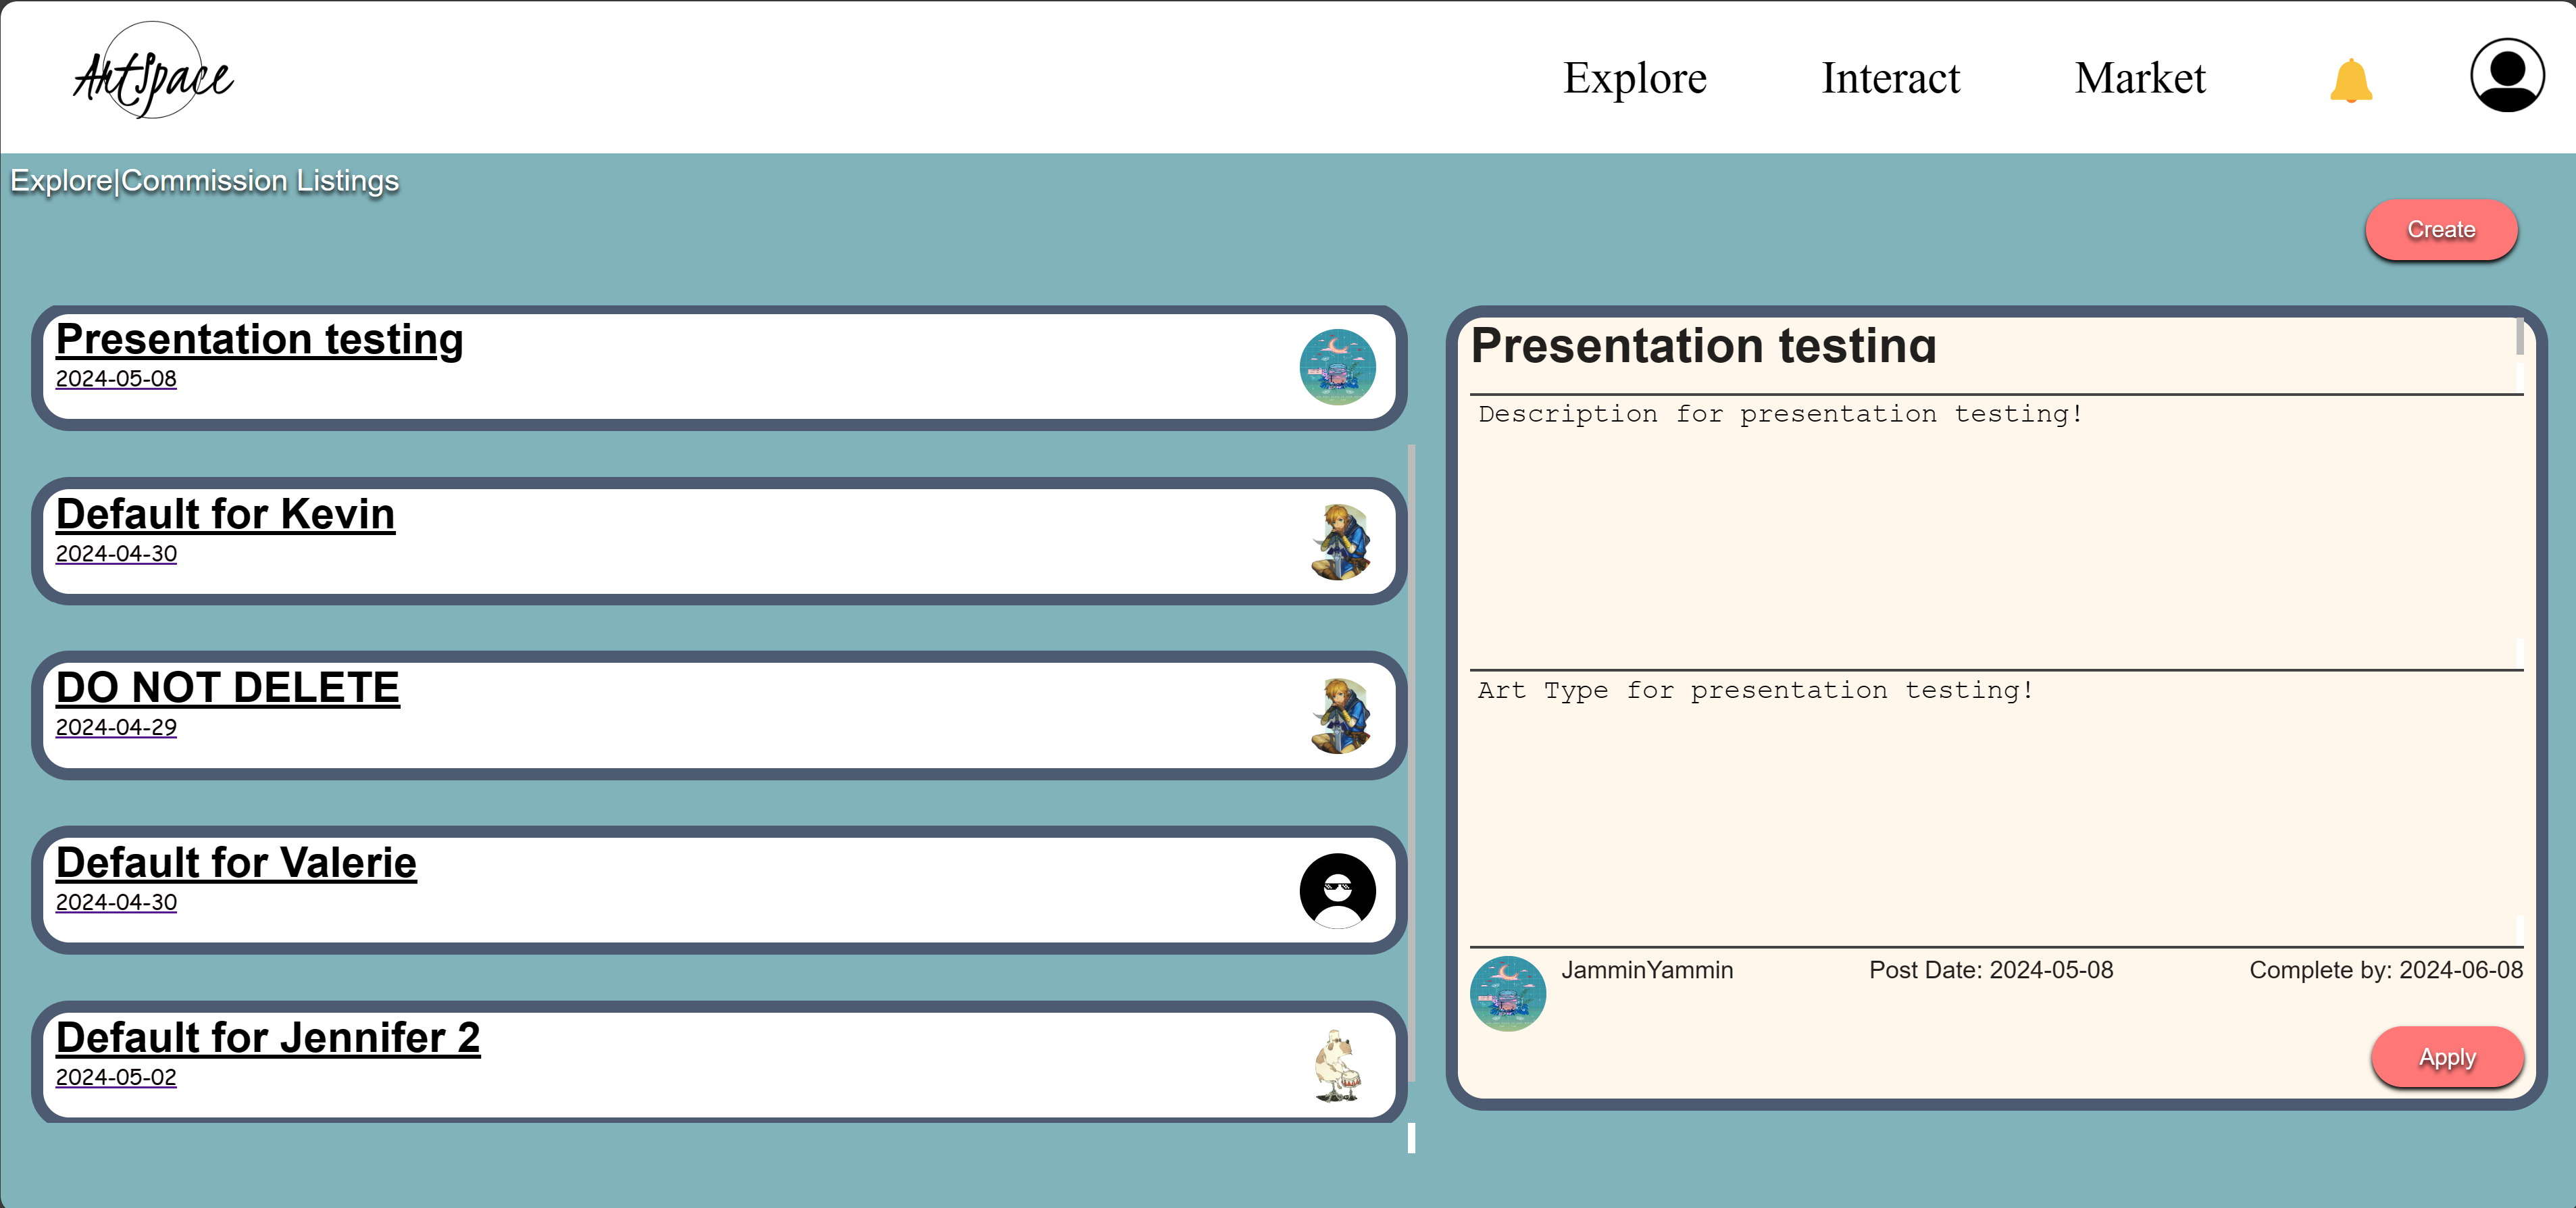 ArtSpace
Explore
Interact
Market
Explore|Commission Listings
Create
Presentation testing
2024-05-08
Default for Kevin
2024-04-30
DO NOT DELETE
2024-04-29
Default for Valerie
2024-04-30
Default for Jennifer 2
2024-05-02
Presentation testing
Description for presentation testing!
Art Type for presentation testing!
JamminYammin
Post Date: 2024-05-08
Complete by: 2024-06-08
Apply